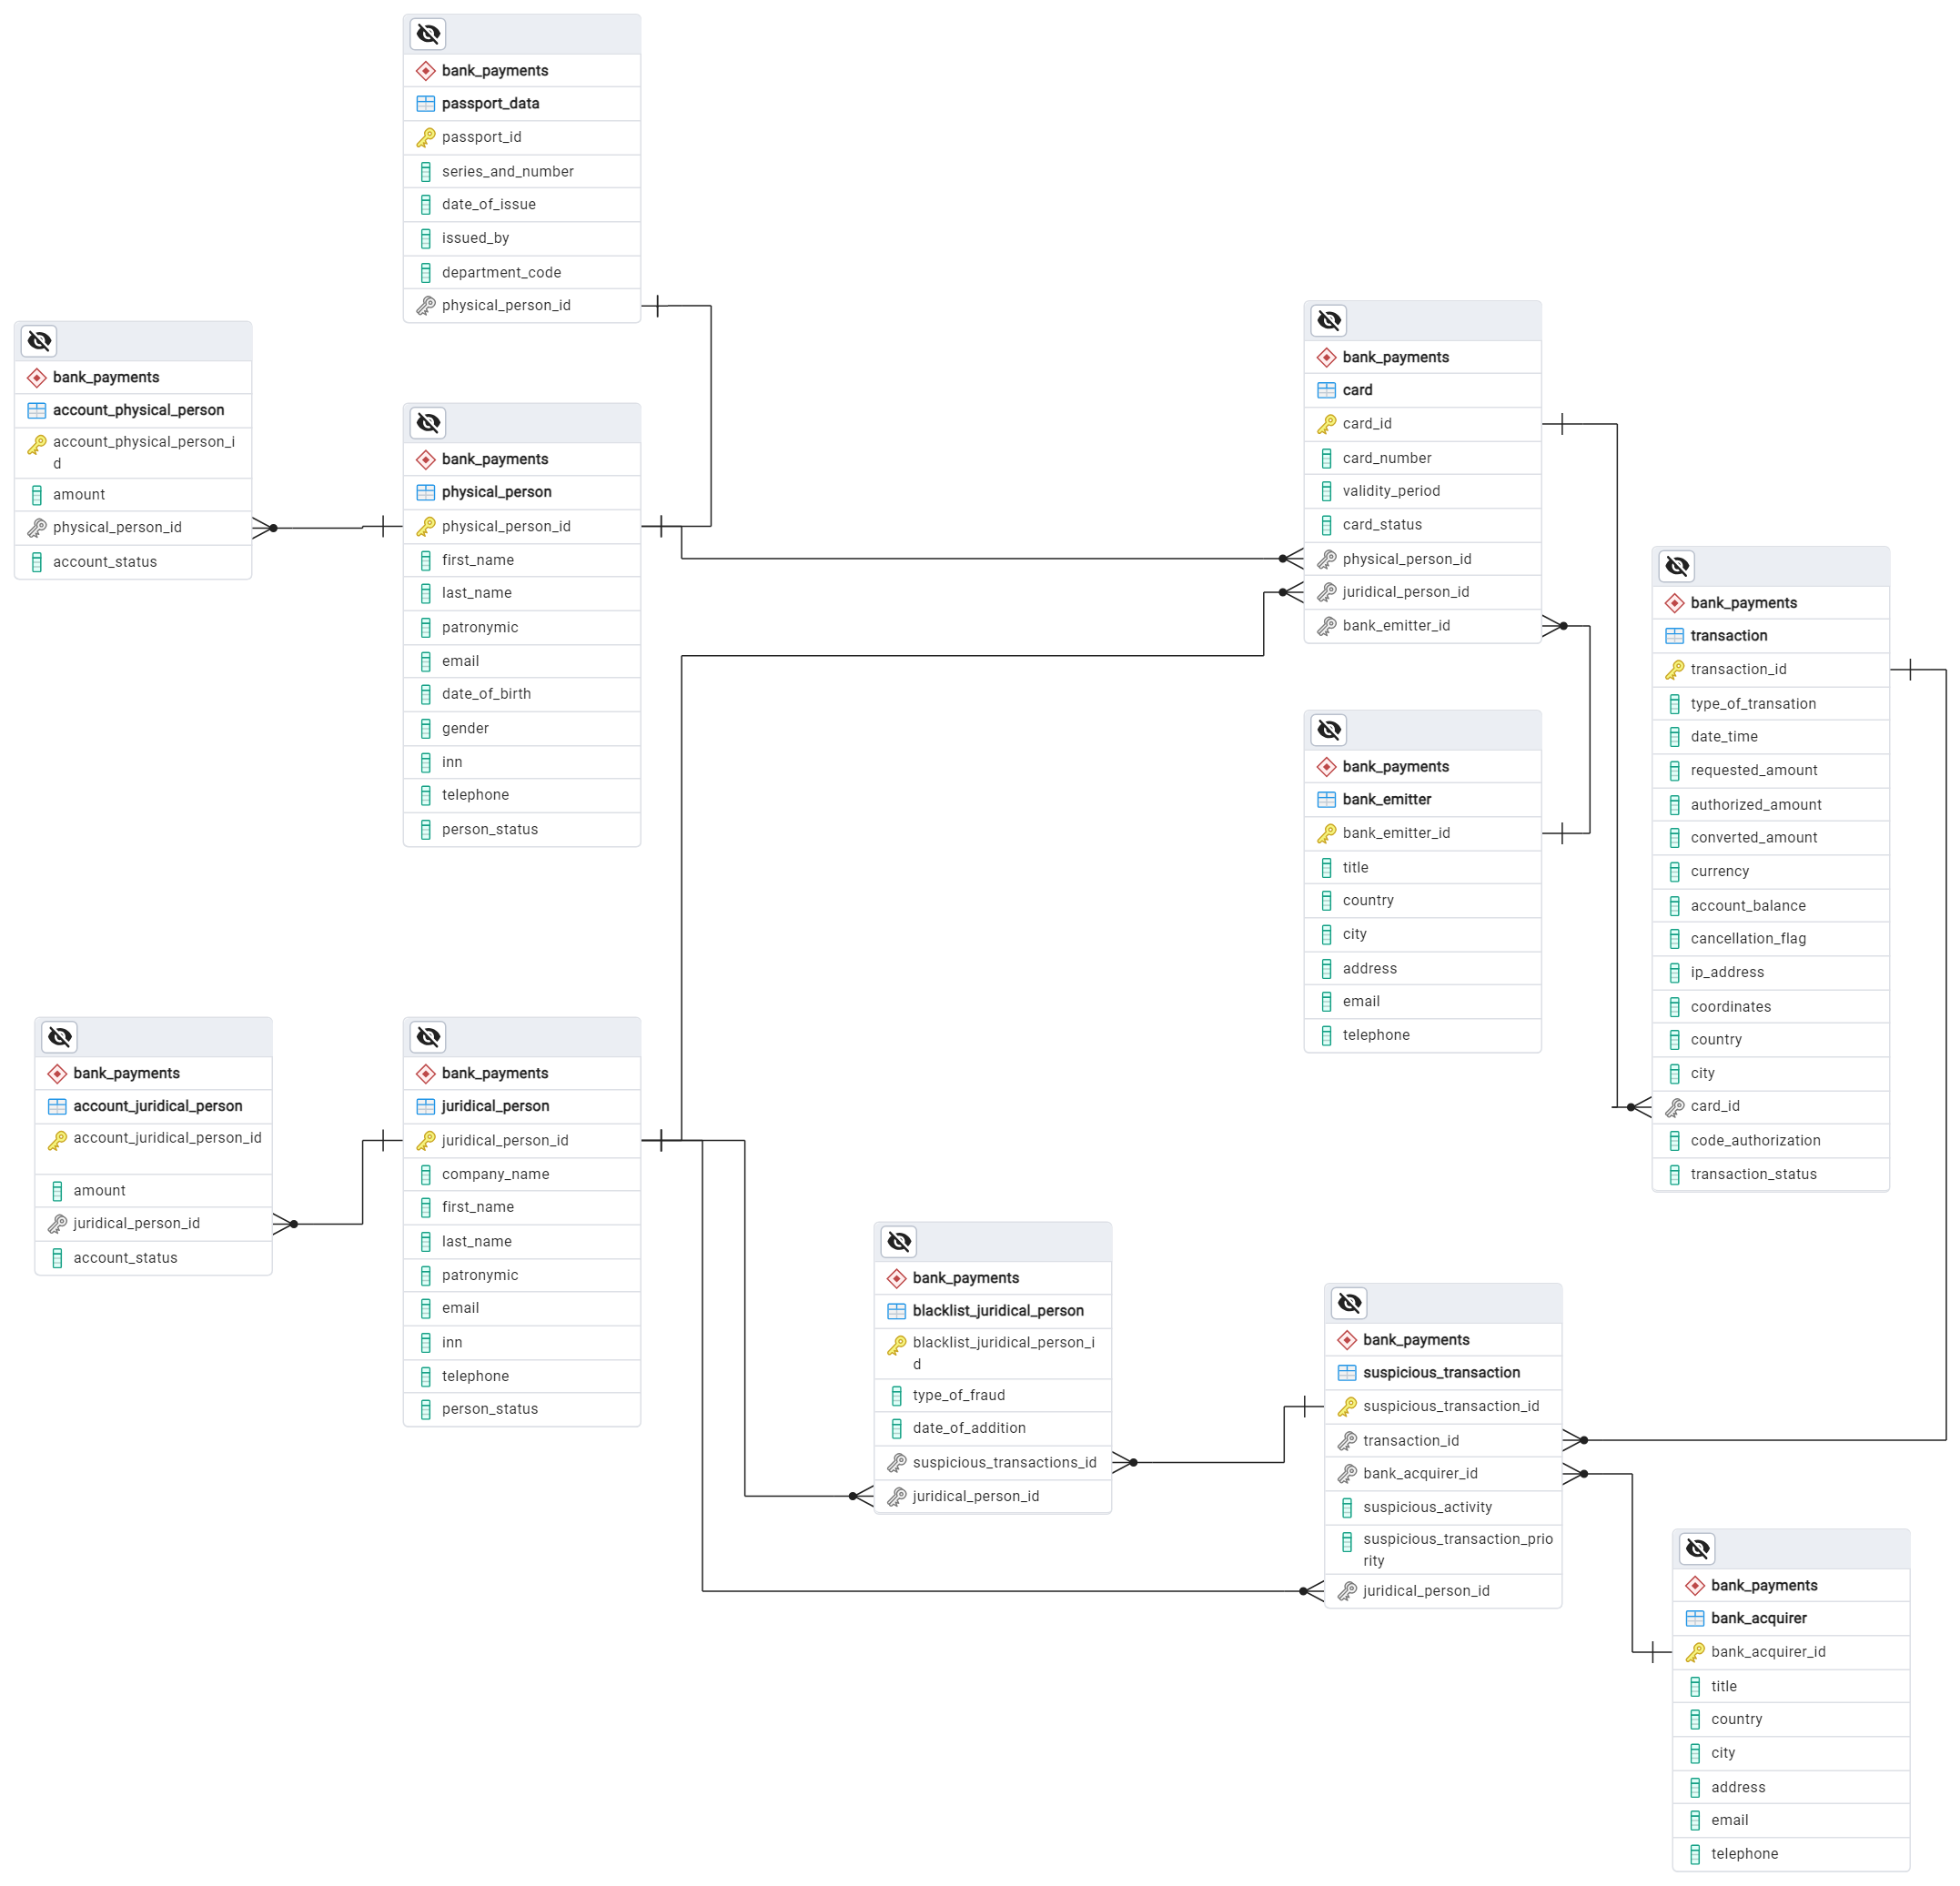 bank_payments
passport_data
passport_id
series_and_number
date_of_issue
issued_by
department_code
physical_person_id
bank_payments
account_physical_person
account_physical_person_i
d
amount
physical_person_id
account_status
bank_payments
physical_person
physical_person_id
first_name
last_name
patronymic
email
date_of_birth
gender
inn
telephone
person_status
bank_payments
card
card_id
card_number
validity_period
card_status
physical_person_id
juridical_person_id
bank_emitter_id
bank_payments
transaction
transaction_id
type_of_transation
date_time
requested_amount
authorized_amount
converted_amount
currency
account_balance
cancellation_flag
ip_address
coordinates
country
city
card_id
code_authorization
transaction_status
bank_payments
bank_emitter
bank_emitter_id
title
country
city
address
email
telephone
bank_payments
account_juridical_person
account_juridical_person_id
amount
juridical_person_id
account_status
bank_payments
juridical_person
juridical_person_id
company_name
first_name
last_name
patronymic
email
inn
telephone
person_status
bank_payments
blacklist_juridical_person
blacklist_juridical_person_i
d
type_of_fraud
date_of_addition
suspicious_transactions_id
juridical_person_id
bank_payments
suspicious_transaction
suspicious_transaction_id
transaction_id
bank_acquirer_id
suspicious_activity
suspicious_transaction_prio
rity
juridical_person_id
bank_payments
bank_acquirer
bank_acquirer_id
title
country
city
address
email
telephone